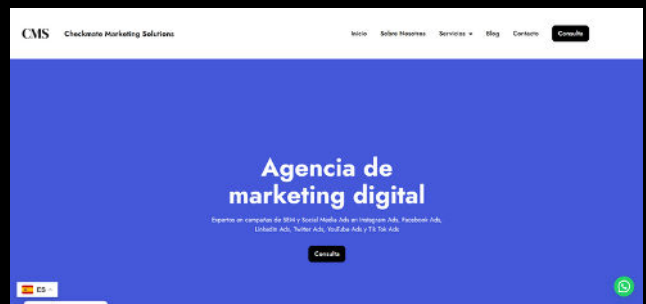 CMS Checkmate Marketing Solutions Inicio Sobre Nosotros Servicios Blog Contacto Consulta
Agencia de
marketing digital
Expertos en campañas de SEM y Social Media Ads en Instagram Ads, Facebook Ads,
LinkedIn Ads, Twitter Ads, YouTube Ads y Tik Tok Ads
Consulta
ES